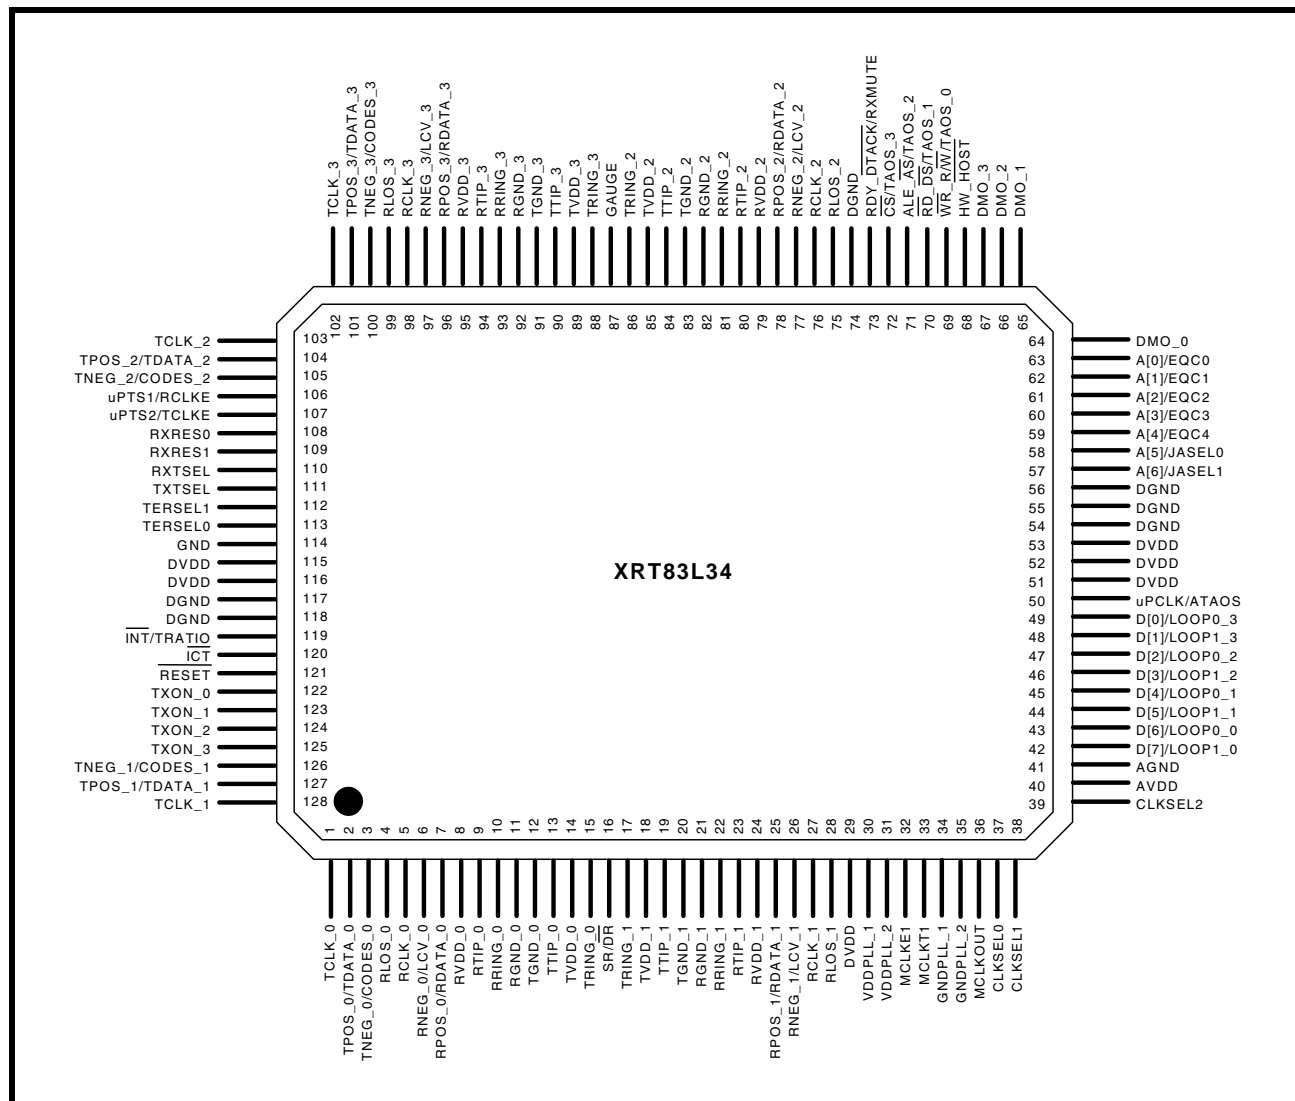 TCLK_3
TPOS_3/TDATA_3
TNEG_3/CODES_3
RLOS_3
RCLK_3
RNEG_3/LCV_3
RPOS_3/RDATA_3
RVDD_3
RTIP_3
RRING_3
RGND_3
TGND_3
TTIP_3
TVDD_3
TRING_3
GAUGE
TRING_2
TVDD_2
TTIP_2
TGND_2
RGND_2
RRING_2
RTIP_2
RVDD_2
RPOS_2/RDATA_2
RNEG_2/LCV_2
RCLK_2
RLOS_2
DGND
RDY_DTACK/RXMUTE
CS/TAOS_3
ALE_AS/TAOS_2
RD_DS/TAOS_1
WR_R/W/TAOS_0
HW_HOST
DMO_3
DMO_2
DMO_1
102
101
100
99
98
97
96
95
94
93
92
91
90
89
88
87
86
85
84
83
82
81
80
79
78
77
76
75
74
73
72
71
70
69
68
67
66
65
TCLK_2 103
TPOS_2/TDATA_2 104
TNEG_2/CODES_2 105
uPTS1/RCLKE 106
uPTS2/TCLKE 107
RXRES0 108
RXRES1 109
RXTSEL 110
TXTSEL 111
TERSEL1 112
TERSEL0 113
GND 114
DVDD 115
DVDD 116
DGND 117
DGND 118
INT/TRATIO 119
ICT 120
RESET 121
TXON_0 122
TXON_1 123
TXON_2 124
TXON_3 125
TNEG_1/CODES_1 126
TPOS_1/TDATA_1 127
TCLK_1 128
XRT83L34
64 DMO_0
63 A[0]/EQC0
62 A[1]/EQC1
61 A[2]/EQC2
60 A[3]/EQC3
59 A[4]/EQC4
58 A[5]/JASEL0
57 A[6]/JASEL1
56 DGND
55 DGND
54 DGND
53 DVDD
52 DVDD
51 DVDD
50 uPCLK/ATAOS
49 D[0]/LOOP0_3
48 D[1]/LOOP1_3
47 D[2]/LOOP0_2
46 D[3]/LOOP1_2
45 D[4]/LOOP0_1
44 D[5]/LOOP1_1
43 D[6]/LOOP0_0
42 D[7]/LOOP1_0
41 AGND
40 AVDD
39 CLKSEL2
1
2
3
4
5
6
7
8
9
10
11
12
13
14
15
16
17
18
19
20
21
22
23
24
25
26
27
28
29
30
31
32
33
34
35
36
37
38
TCLK_0
TPOS_0/TDATA_0
TNEG_0/CODES_0
RLOS_0
RCLK_0
RNEG_0/LCV_0
RPOS_0/RDATA_0
RVDD_0
RTIP_0
RRING_0
RGND_0
TGND_0
TTIP_0
TVDD_0
TRING_0
SR/DR
TRING_1
TVDD_1
TTIP_1
TGND_1
RGND_1
RRING_1
RTIP_1
RVDD_1
RPOS_1/RDATA_1
RNEG_1/LCV_1
RCLK_1
RLOS_1
DVDD
VDDPLL_1
VDDPLL_2
MCLKE1
MCLKT1
GNDPLL_1
GNDPLL_2
MCLKOUT
CLKSEL0
CLKSEL1